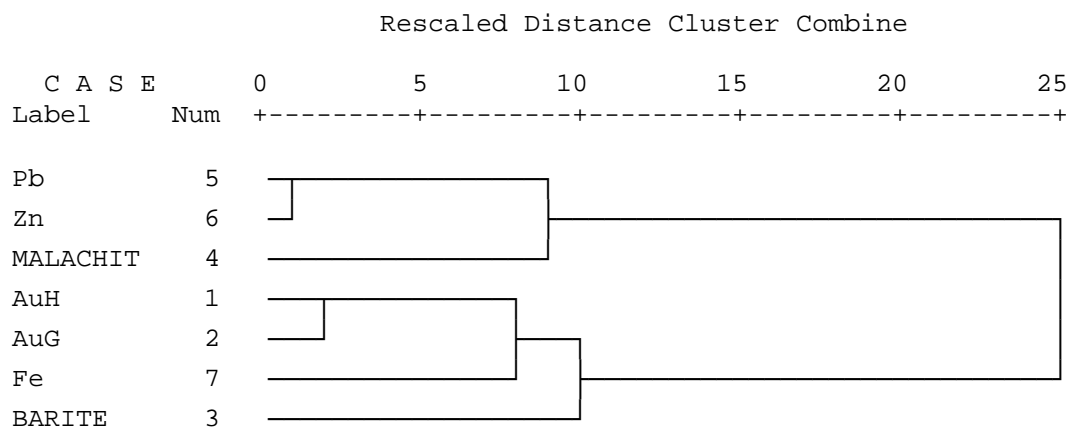 Rescaled Distance Cluster Combine
C A S E 0 5 10 15 20 25
Label Num +---------+---------+---------+---------+---------+
Pb 5
Zn 6
MALACHIT 4
AuH 1
AuG 2
Fe 7
BARITE 3